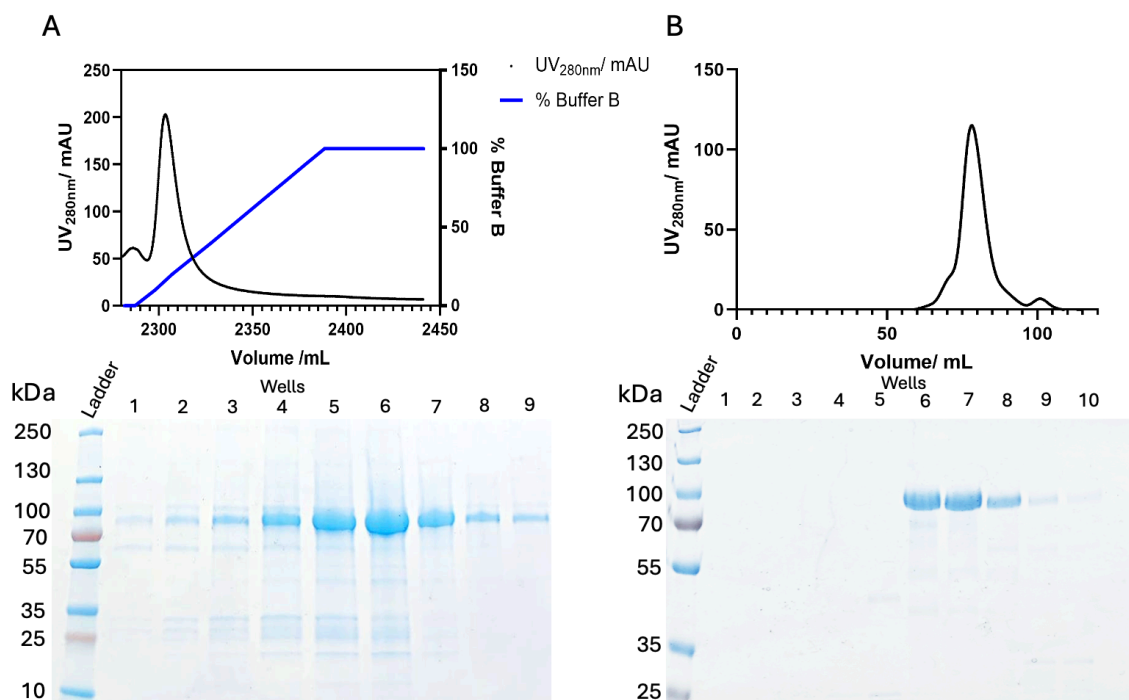 A
250
200
150
100
50
0
UV280nm/ mAU
150
100
50
0
% Buffer B
2300
2350
2400
2450
Volume /mL
UV280nm/ mAU
% Buffer B
B
150
100
50
0
UV280nm/ mAU
0
50
100
Volume/ mL
kDa
Ladder
Wells
1 2 3 4 5 6 7 8 9
250
130
100
70
55
35
25
10
kDa
Ladder
Wells
1 2 3 4 5 6 7 8 9 10
250
130
100
70
55
35
25